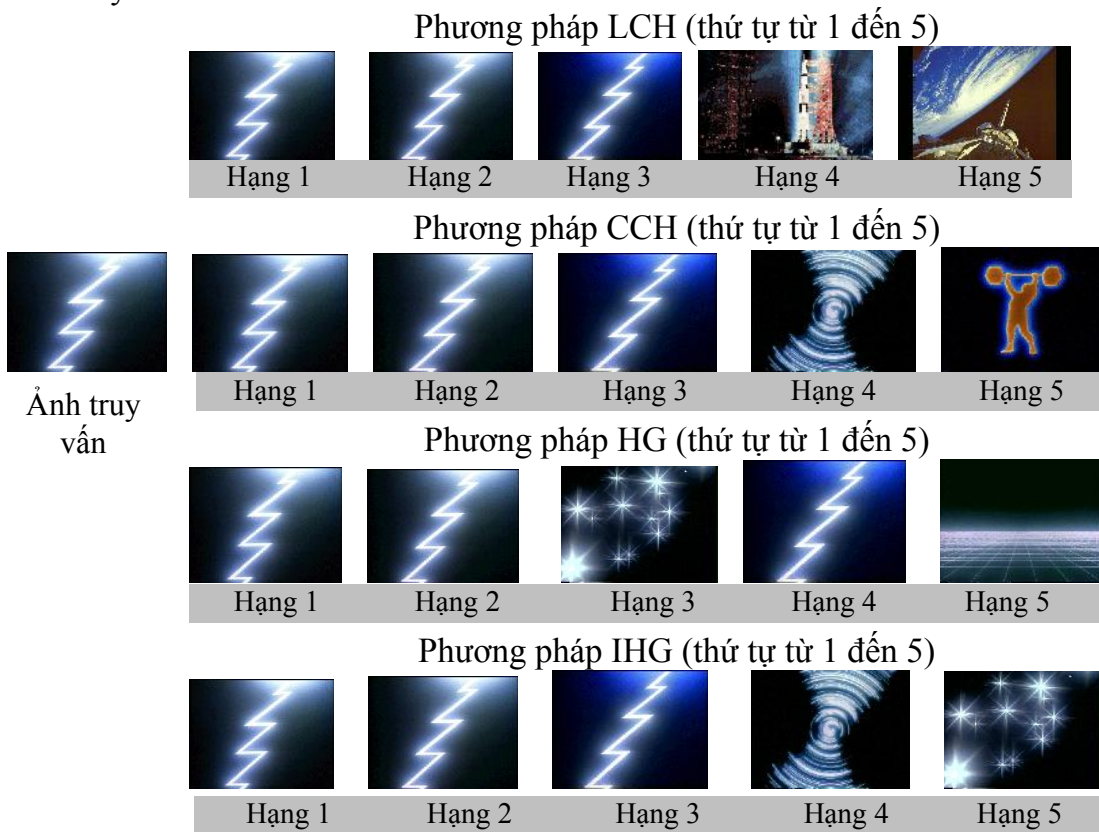 Phương pháp LCH (thứ tự từ 1 đến 5)
Hạng 1 Hạng 2 Hạng 3 Hạng 4 Hạng 5
Phương pháp CCH (thứ tự từ 1 đến 5)
Hạng 1 Hạng 2 Hạng 3 Hạng 4 Hạng 5
Ảnh truy
vấn
Phương pháp HG (thứ tự từ 1 đến 5)
Hạng 1 Hạng 2 Hạng 3 Hạng 4 Hạng 5
Phương pháp IHG (thứ tự từ 1 đến 5)
Hạng 1 Hạng 2 Hạng 3 Hạng 4 Hạng 5